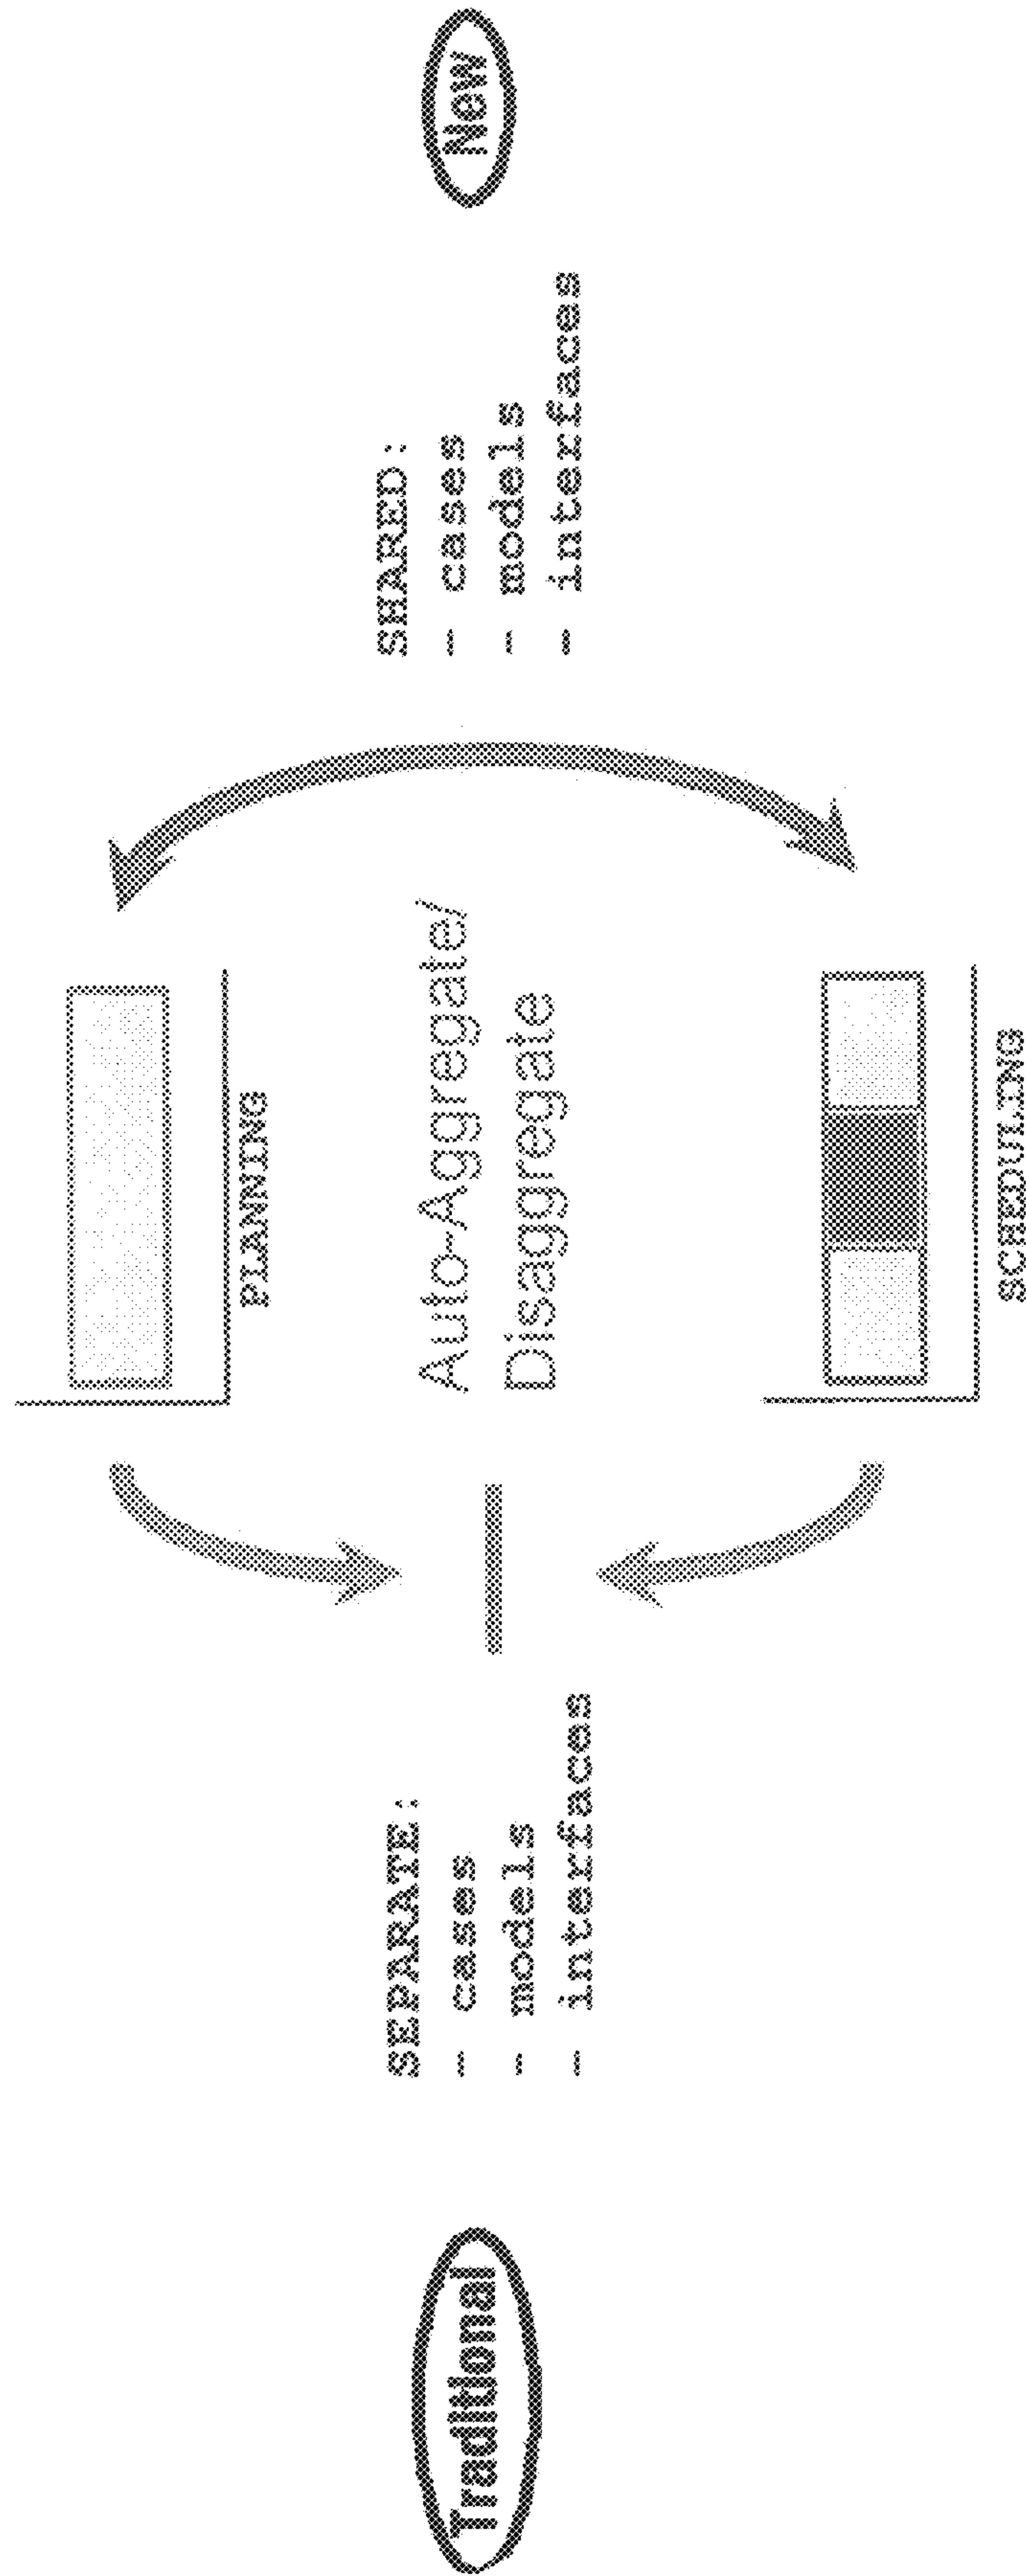 Traditional
SEPARATE:
- cases
- models
- interfaces
PLANNING
Auto-Aggregate/
Disaggregate
SCHEDULING
SHARED:
- cases
- models
- interfaces
New